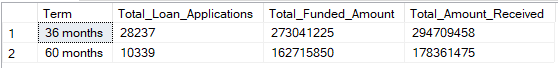 Term Total_Loan_Applications Total_Funded_Amount Total_Amount_Received
1 36 months 28237 273041225 294709458
2 60 months 10339 162715850 178361475